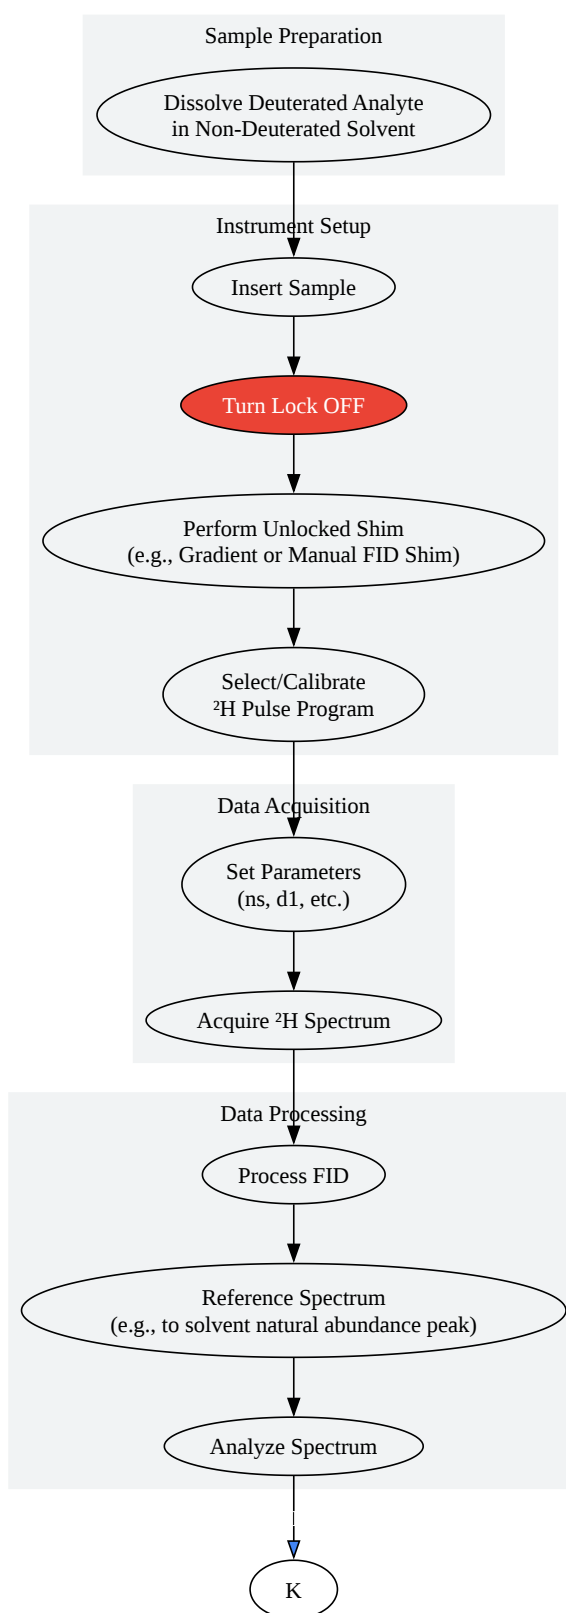 Sample Preparation
Dissolve Deuterated Analyte
in Non-Deuterated Solvent
Instrument Setup
Insert Sample
Turn Lock OFF
Perform Unlocked Shim
(e.g., Gradient or Manual FID Shim)
Select/Calibrate
²H Pulse Program
Data Acquisition
Set Parameters
(ns, d1, etc.)
Acquire ²H Spectrum
Data Processing
Process FID
Reference Spectrum
(e.g., to solvent natural abundance peak)
Analyze Spectrum
K